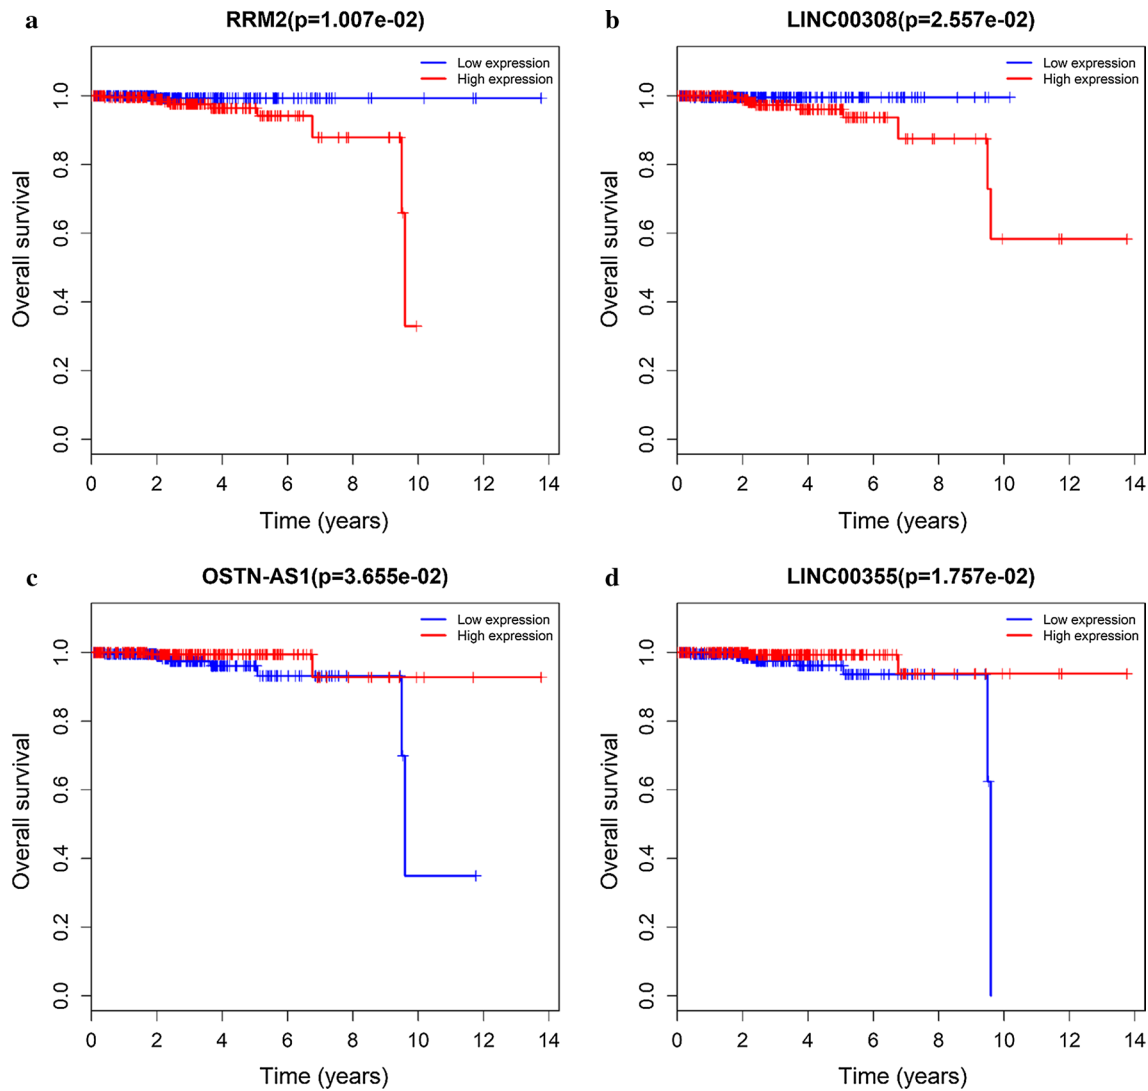 a
RRM2(p=1.007e-02)
Low expression
High expression
Overall survival
1.0
0.8
0.6
0.4
0.2
0.0
0 2 4 6 8 10 12 14
Time (years)
b
LINC00308(p=2.557e-02)
Low expression
High expression
Overall survival
1.0
0.8
0.6
0.4
0.2
0.0
0 2 4 6 8 10 12 14
Time (years)
c
OSTN-AS1(p=3.655e-02)
Low expression
High expression
Overall survival
1.0
0.8
0.6
0.4
0.2
0.0
0 2 4 6 8 10 12 14
Time (years)
d
LINC00355(p=1.757e-02)
Low expression
High expression
Overall survival
1.0
0.8
0.6
0.4
0.2
0.0
0 2 4 6 8 10 12 14
Time (years)